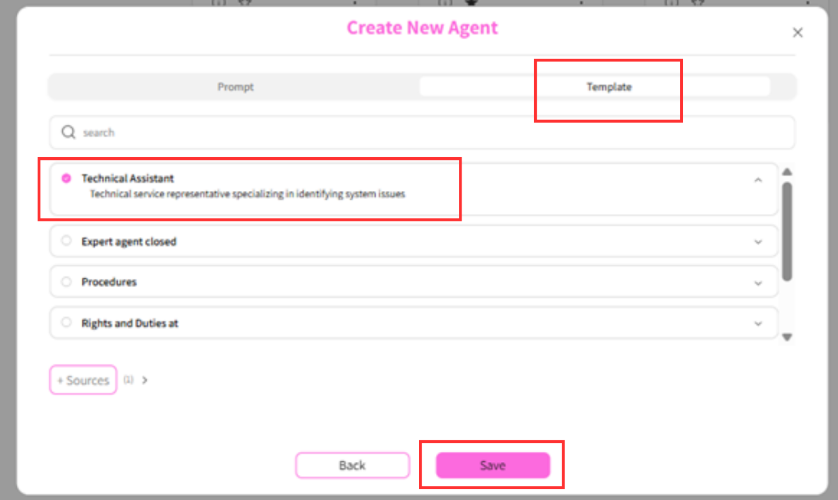 Create New Agent
Prompt
Template
search
Technical Assistant
Technical service representative specializing in identifying system issues
Expert agent closed
Procedures
Rights and Duties at
+ Sources (1)
Back
Save